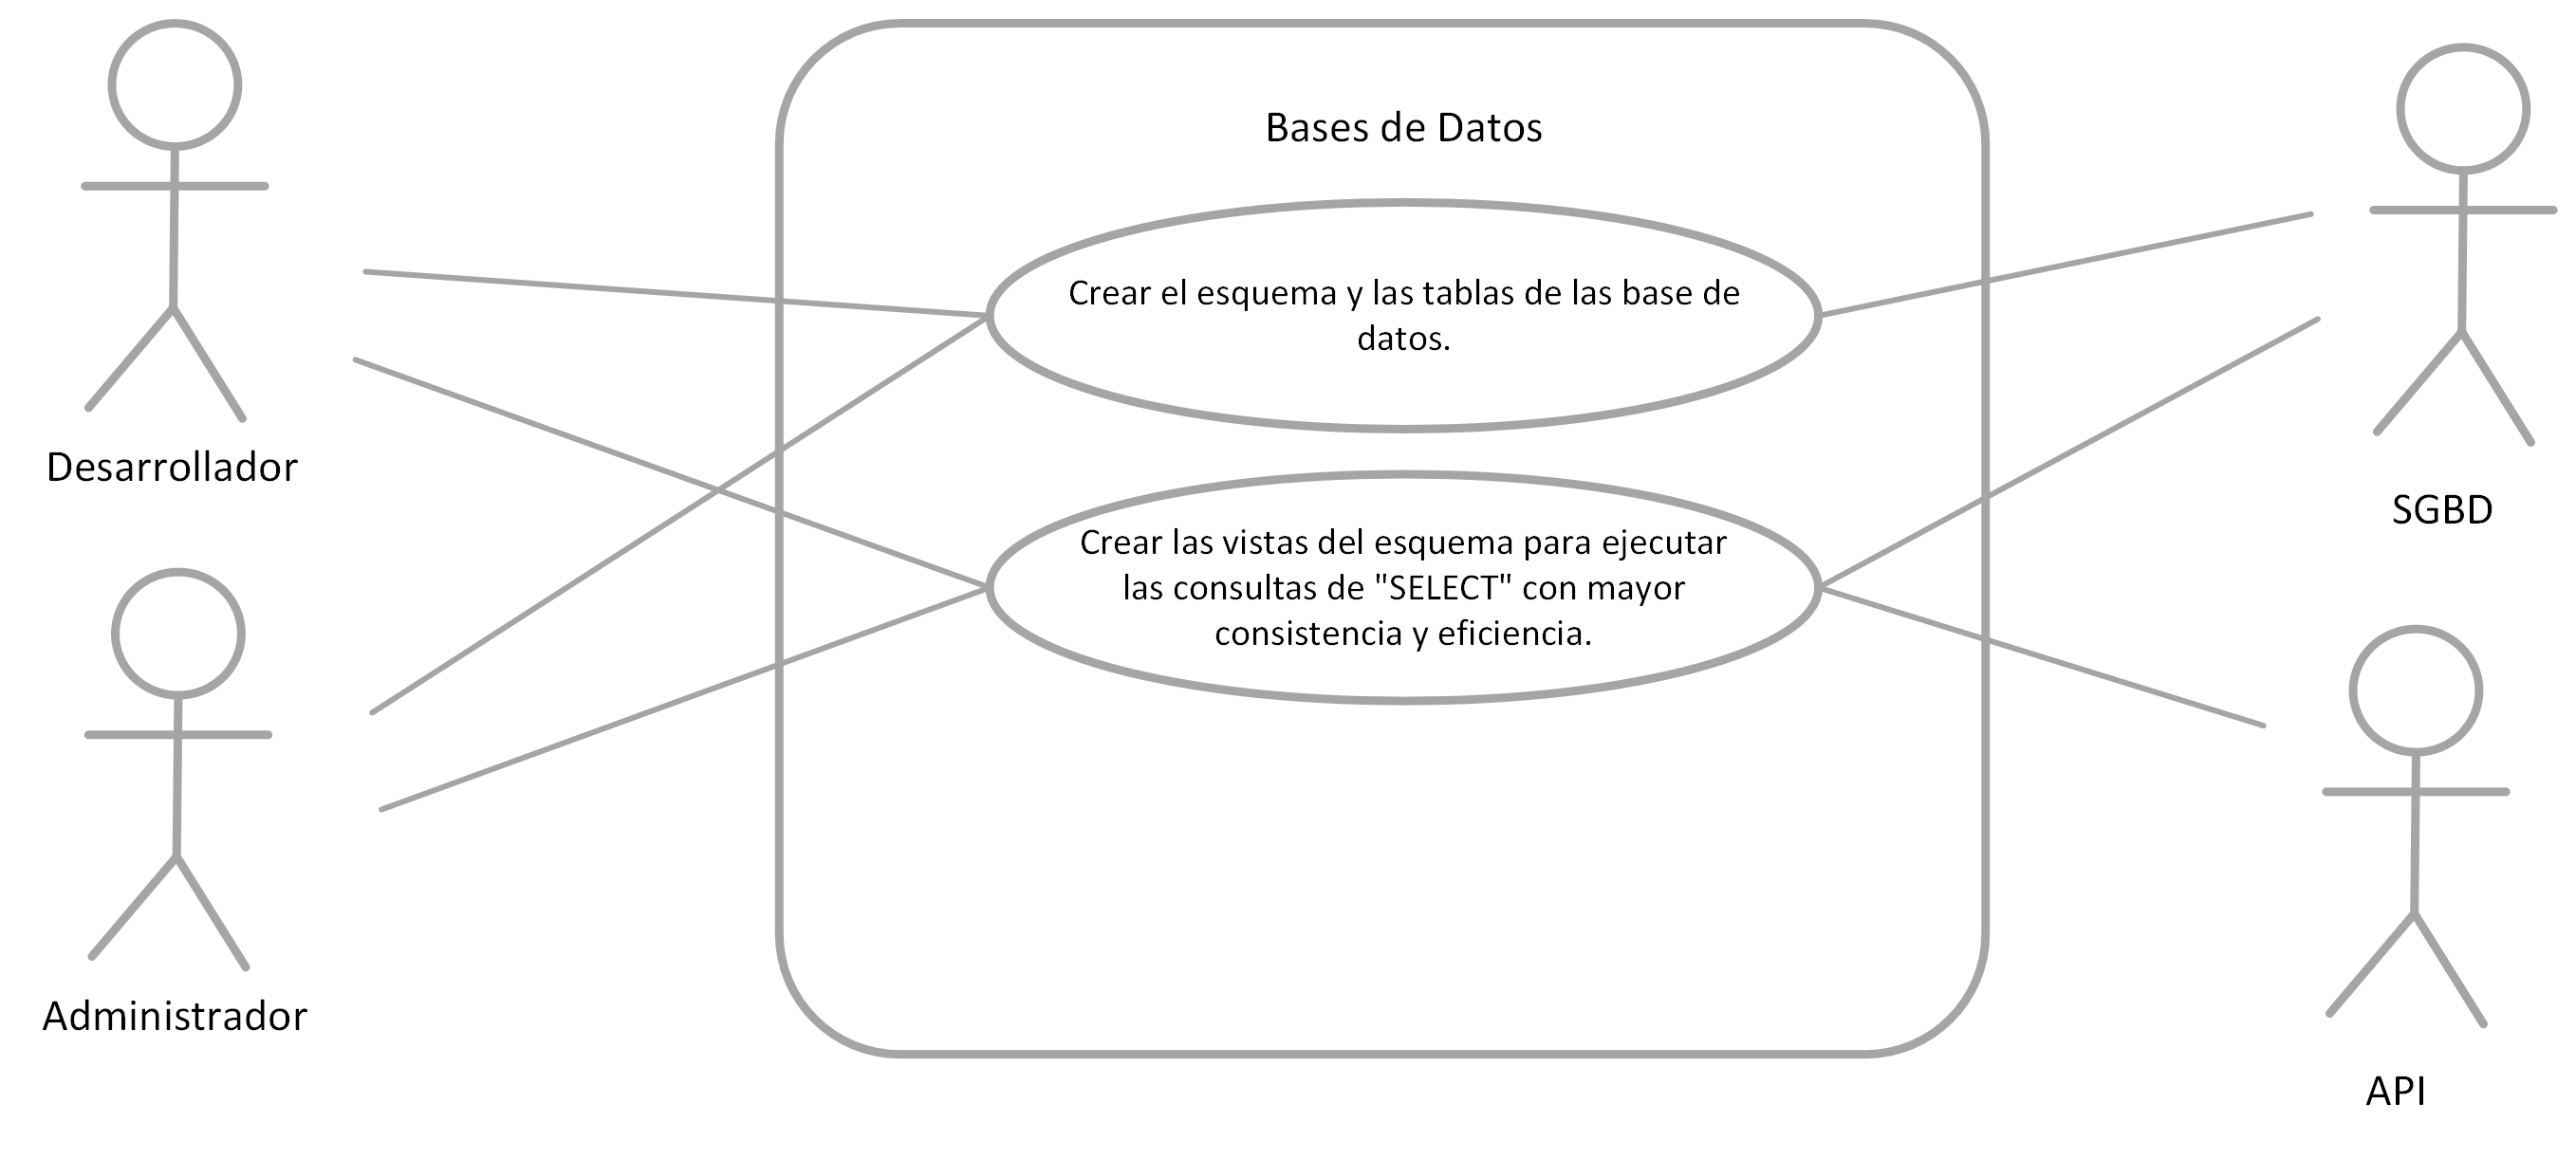 Bases de Datos
Crear el esquema y las tablas de las base de
datos.
Desarrollador
SGBD
Crear las vistas del esquema para ejecutar
las consultas de "SELECT" con mayor
consistencia y eficiencia.
Administrador
API